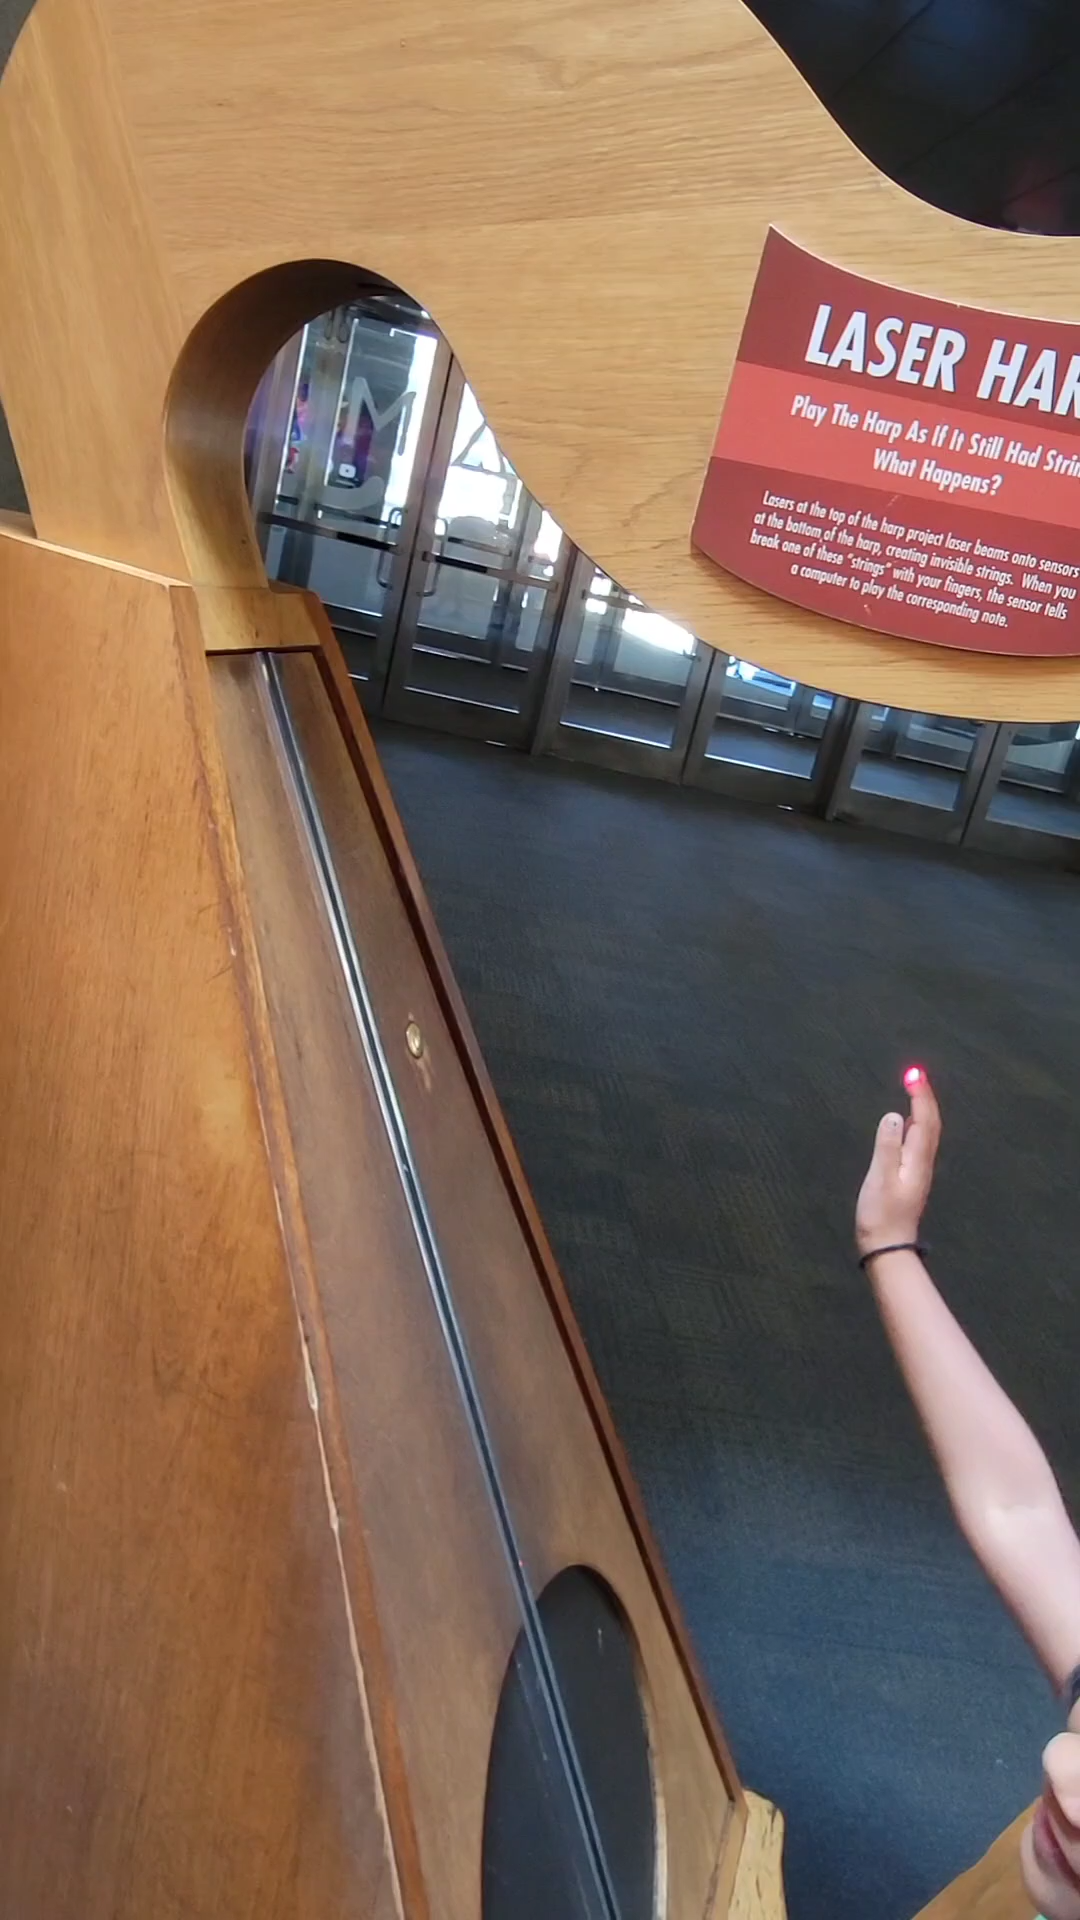 LASER HAR
Play The Harp As If It Still Had Strin
What Happens?
Lasers at the top of the harp project laser beams onto sensors
at the bottom of the harp, creating invisible strings. When you
break one of these "strings" with your fingers, the sensor tells
a computer to play the corresponding note.